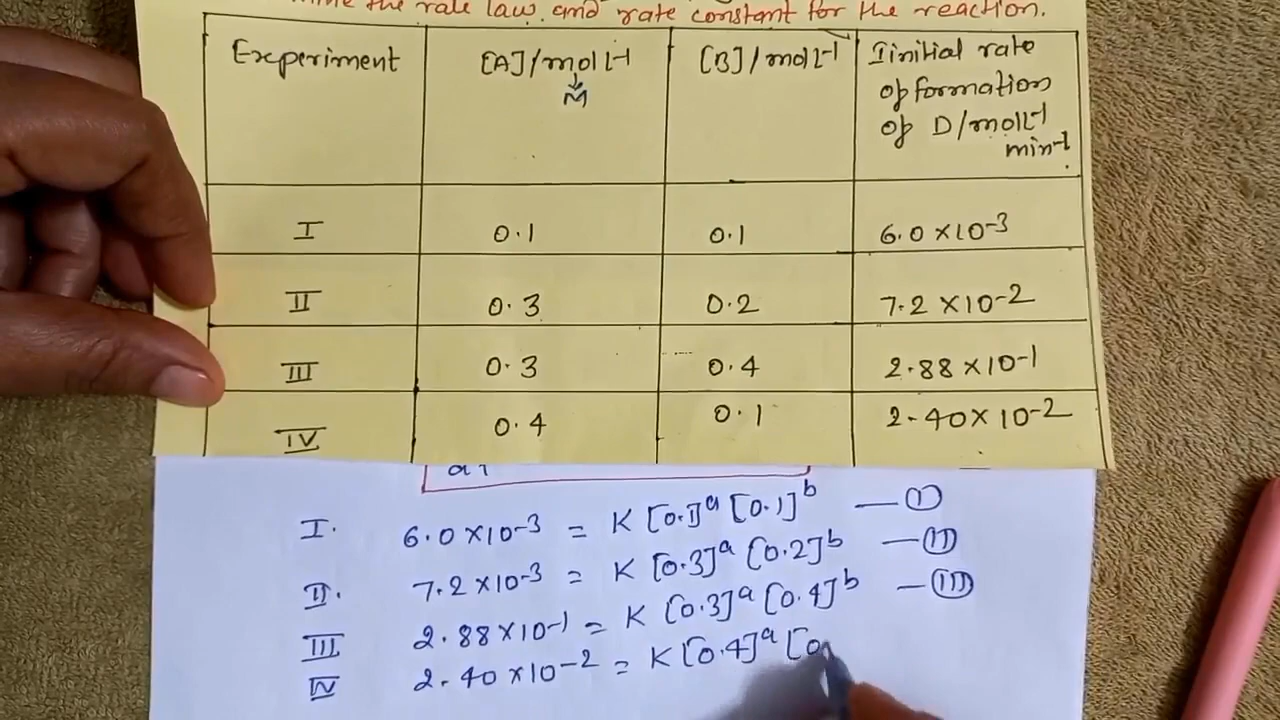 the rate law and rate constant for the reaction.
Experiment [A]/mol L-1 [B]/mol L-1 Iinitial rate
M of formation
of D/mol L-1
min-1
I 0.1 0.1 6.0 × 10-3
II 0.3 0.2 7.2 × 10-2
III 0.3 0.4 2.88 × 10-1
IV 0.4 0.1 2.40 × 10-2
I. 6.0 × 10-3 = K [0.1]a [0.1]b — I
II. 7.2 × 10-3 = K [0.3]a [0.2]b — II
III 2.88 × 10-1 = K [0.3]a [0.4]b — III
IV 2.40 × 10-2 = K [0.4]a [0.